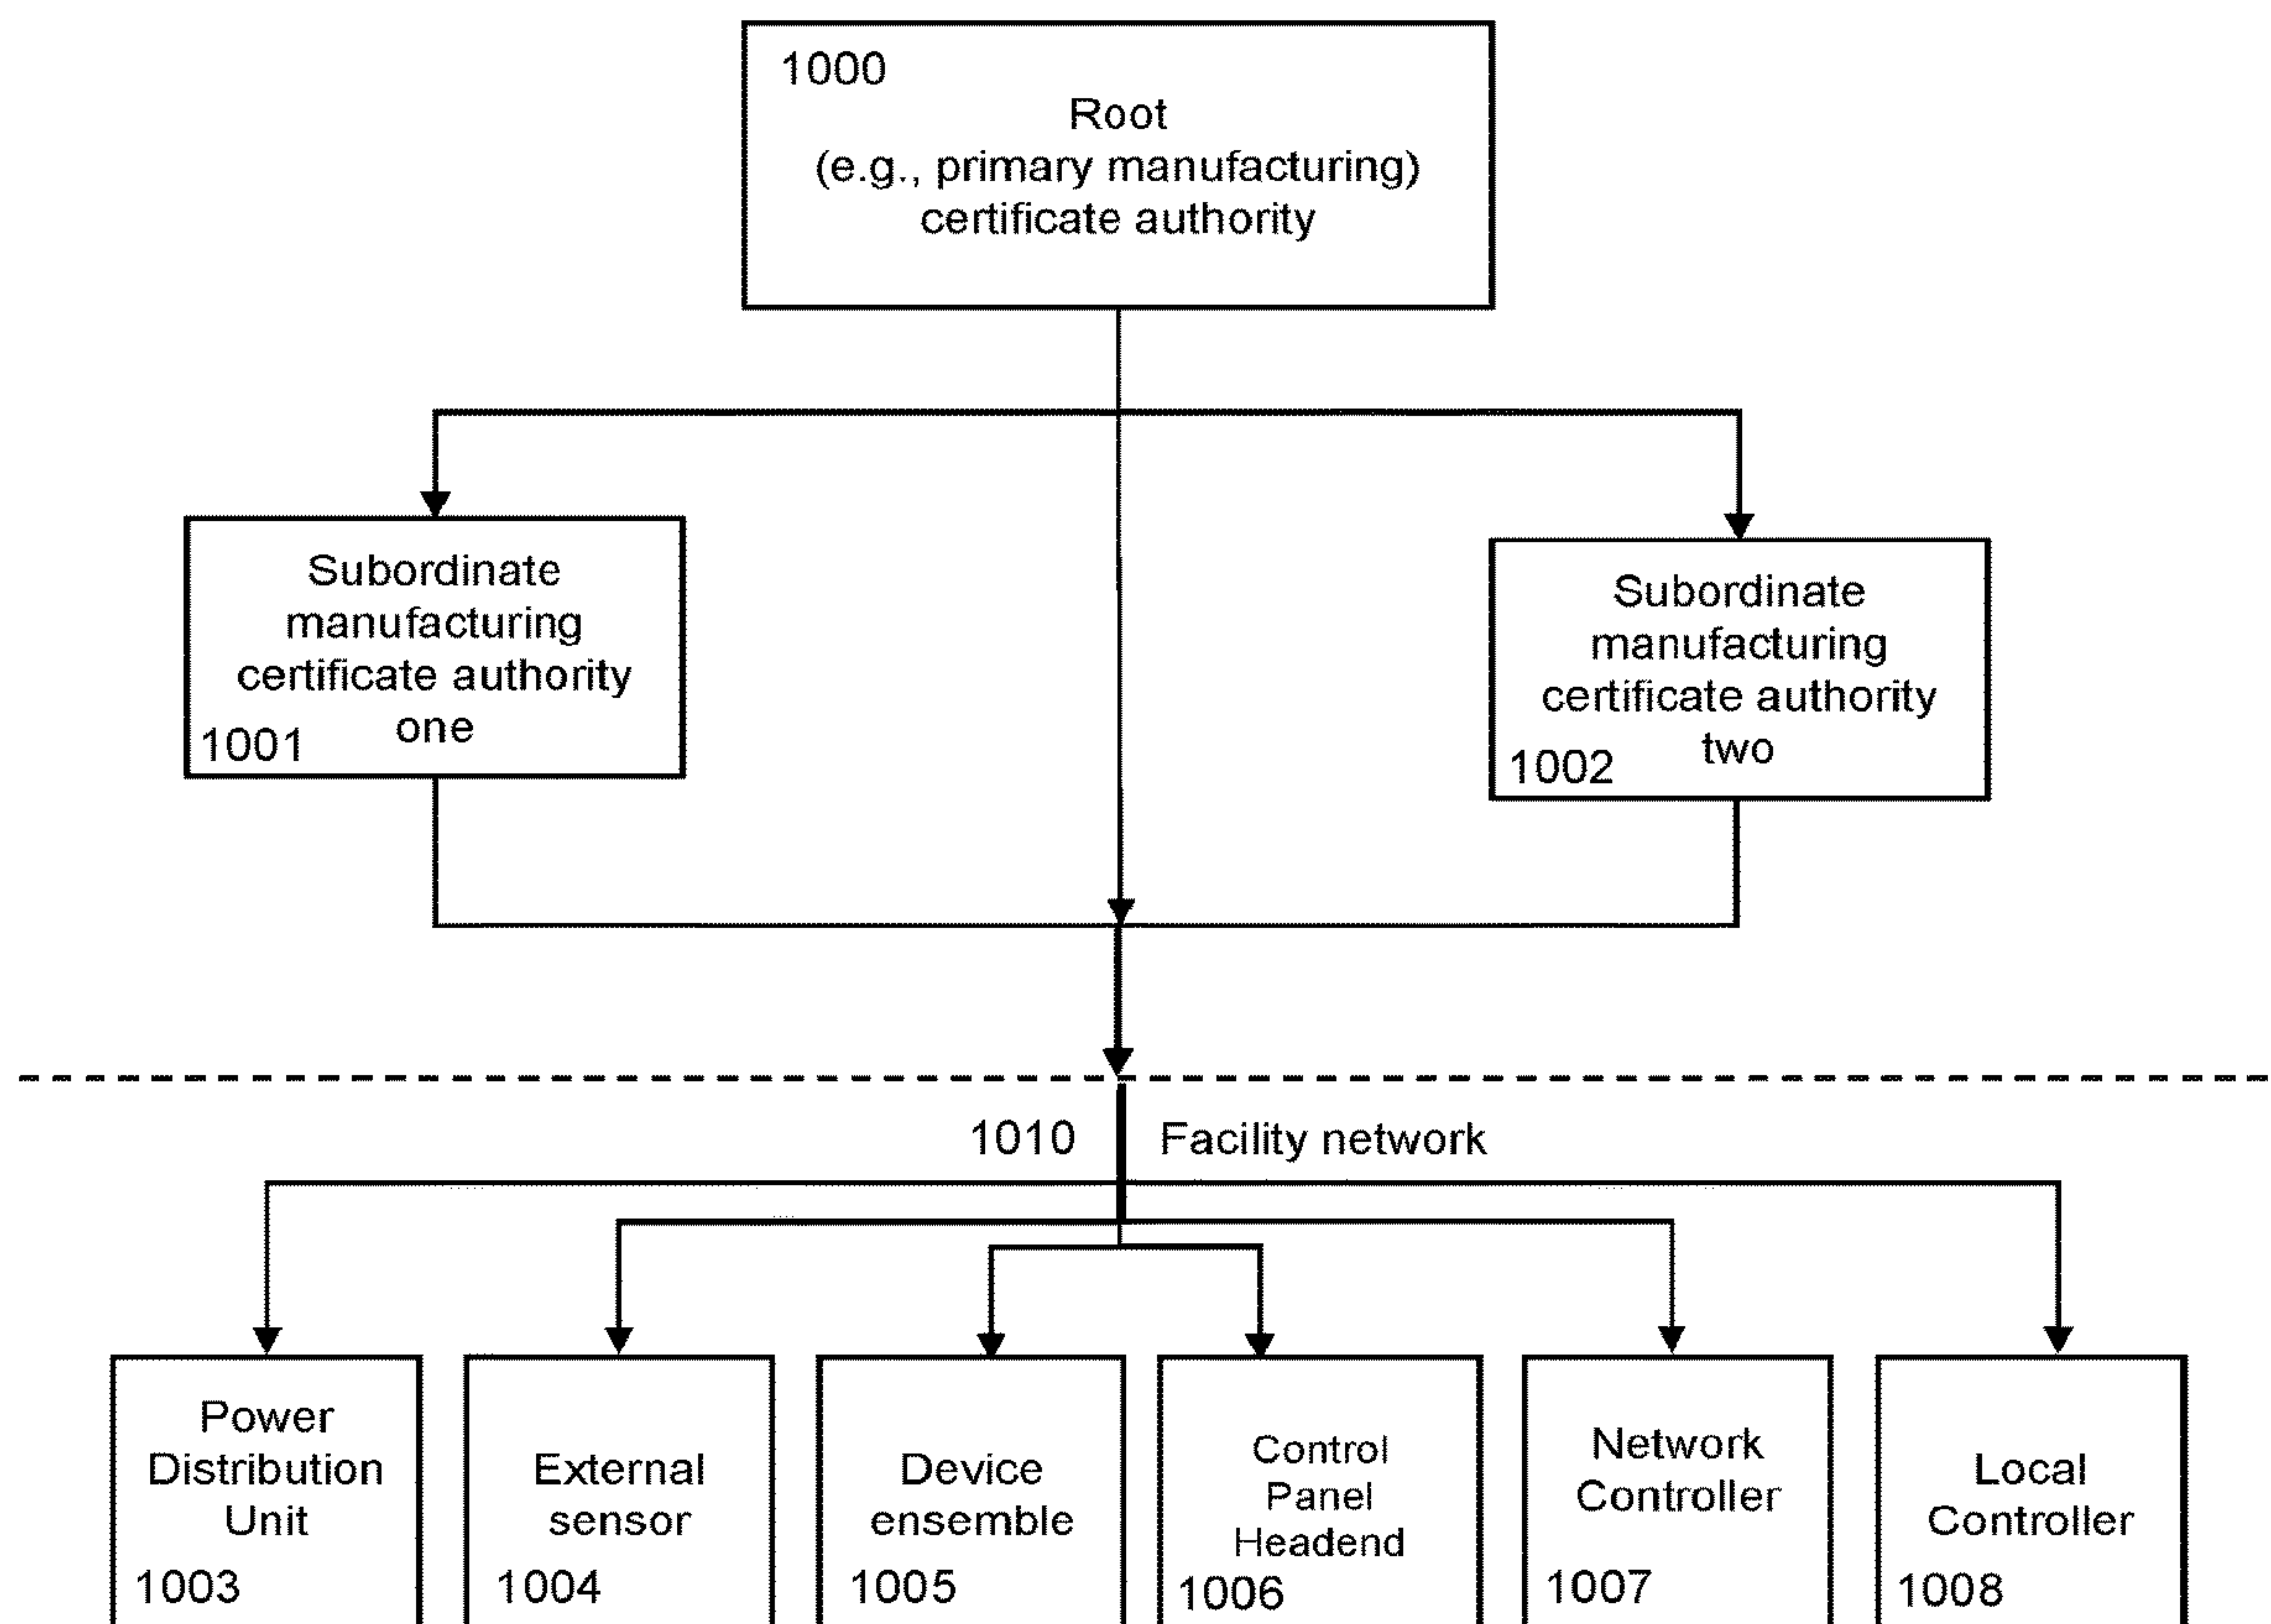 1000
Root
(e.g., primary manufacturing)
certificate authority
Subordinate
manufacturing
certificate authority
one
1001
Subordinate
manufacturing
certificate authority
two
1002
1010 Facility network
Power
Distribution
Unit
1003
External
sensor
1004
Device
ensemble
1005
Control
Panel
Headend
1006
Network
Controller
1007
Local
Controller
1008